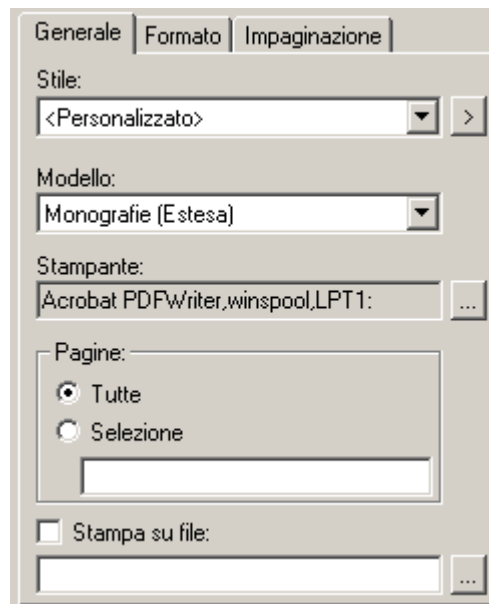 Generale Formato Impaginazione
Stile:
<Personalizzato> >
Modello:
Monografie (Estesa)
Stampante:
Acrobat PDFWriter,winspool,LPT1: ...
Pagine:
Tutte
Selezione
Stampa su file:
...